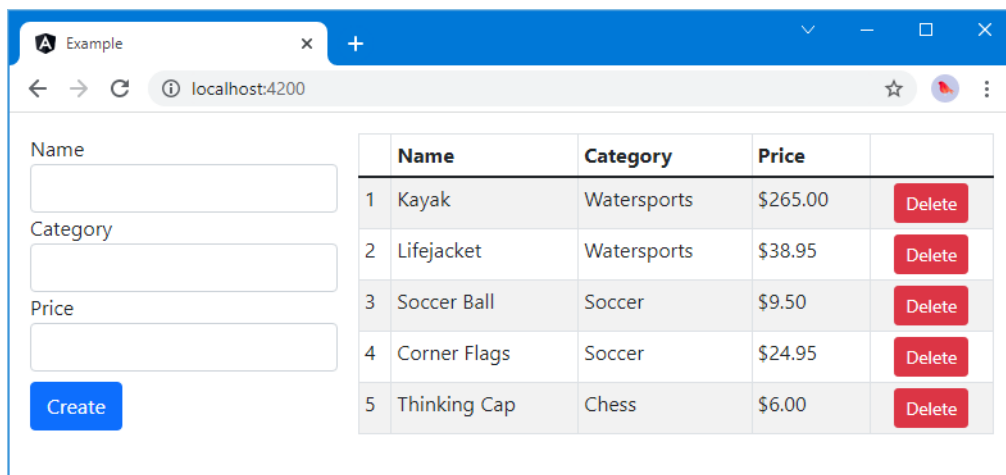 Example
localhost:4200
Name
Category
Price
Create
Name Category Price
1 Kayak Watersports $265.00 Delete
2 Lifejacket Watersports $38.95 Delete
3 Soccer Ball Soccer $9.50 Delete
4 Corner Flags Soccer $24.95 Delete
5 Thinking Cap Chess $6.00 Delete